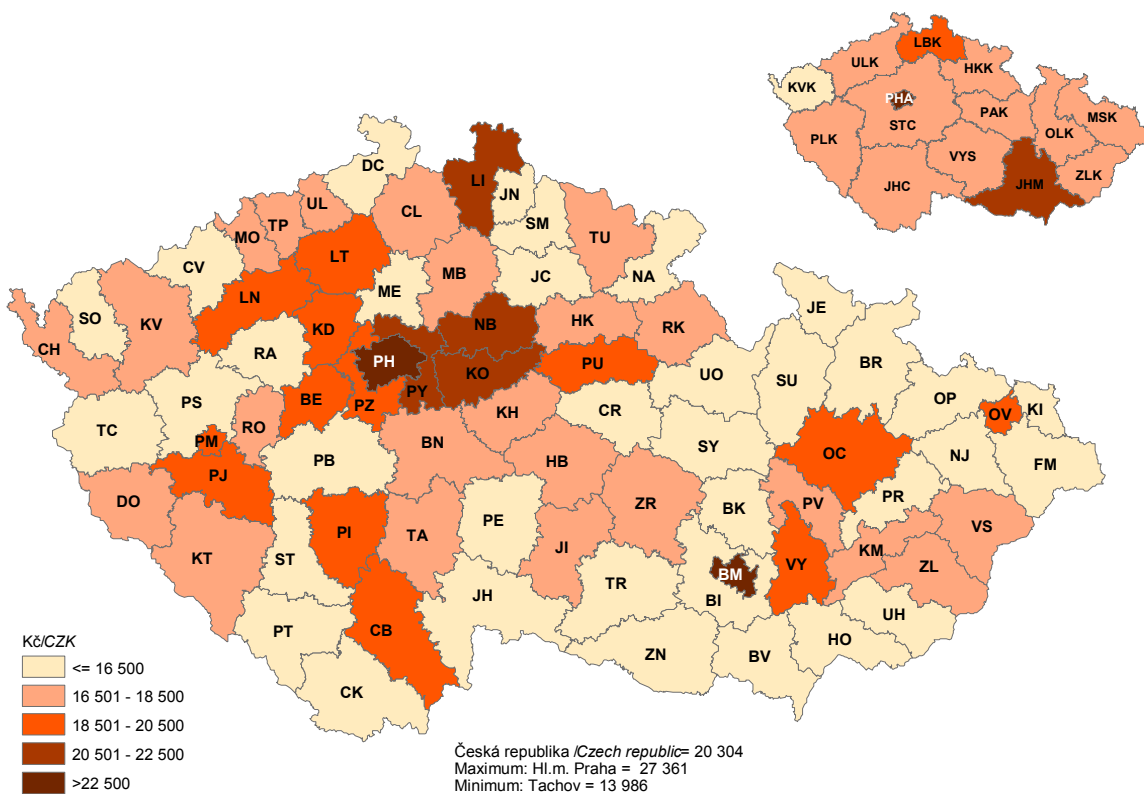 LBK
ULK
HKK
KVK
PHA
PAK
MSK
STC
OLK
PLK
VYS
ZLK
JHC
JHM
DC
LI
JN
UL
CL
SM
TP
MO
TU
LT
CV
MB
JC
NA
ME
LN
SO
KV
JE
HK
RK
NB
KD
CH
RA
PH
PU
BR
KO
UO
SU
PY
BE
PZ
PS
OP
KI
KH
CR
OV
TC
RO
PM
SY
BN
OC
NJ
FM
PB
HB
PJ
PR
DO
BK
PV
ZR
PE
VS
PI
TA
KM
ST
KT
JI
VY
ZL
BM
TR
JH
BI
UH
CB
PT
HO
ZN
BV
CK
Kč/CZK
<= 16 500
16 501 - 18 500
18 501 - 20 500
20 501 - 22 500
>22 500
Česká republika /Czech republic= 20 304
Maximum: Hl.m. Praha = 27 361
Minimum: Tachov = 13 986